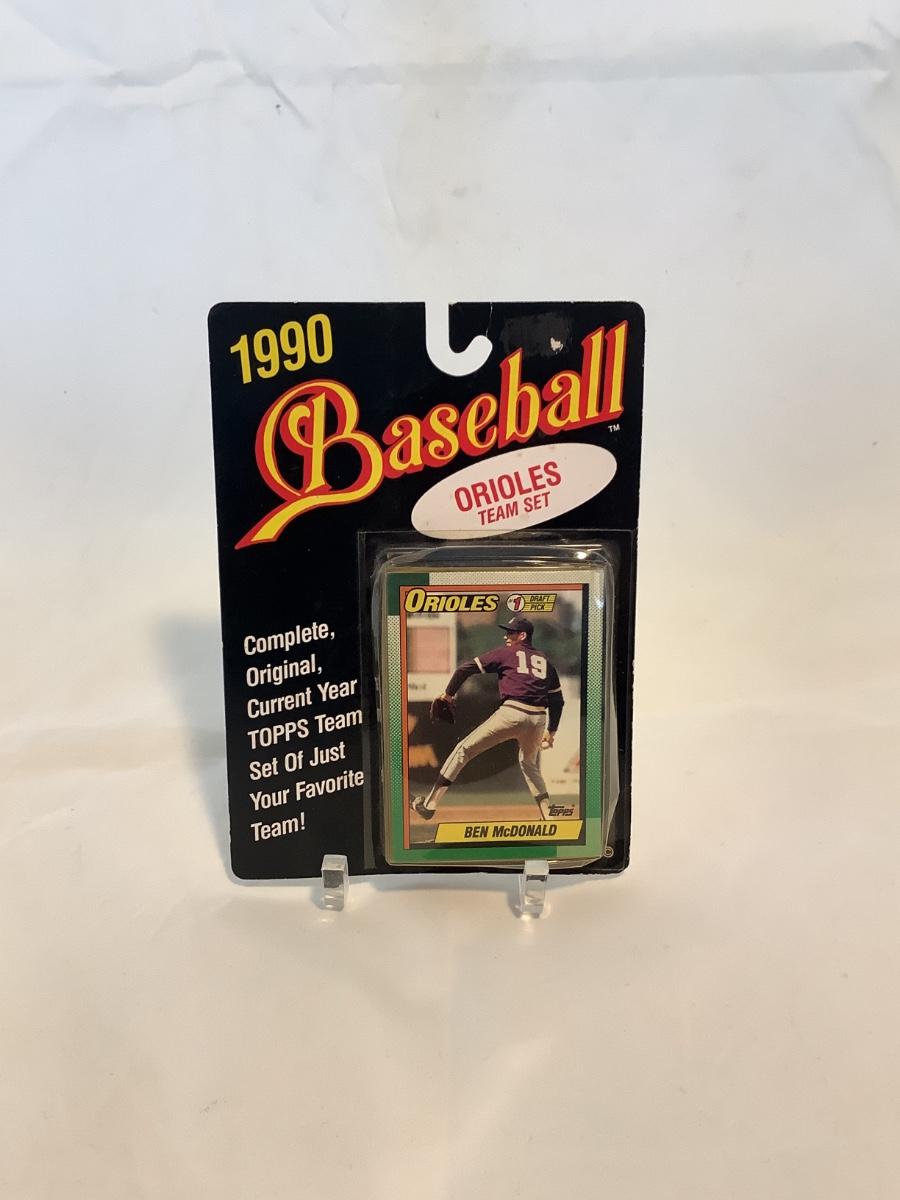 1990
Baseball
TM
ORIOLES
TEAM SET
Complete,
Original,
Current Year
TOPPS Team
Set Of Just
Your Favorite
Team!
ORIOLES
#1 DRAFT
PICK
19
TOPPS
BEN McDONALD